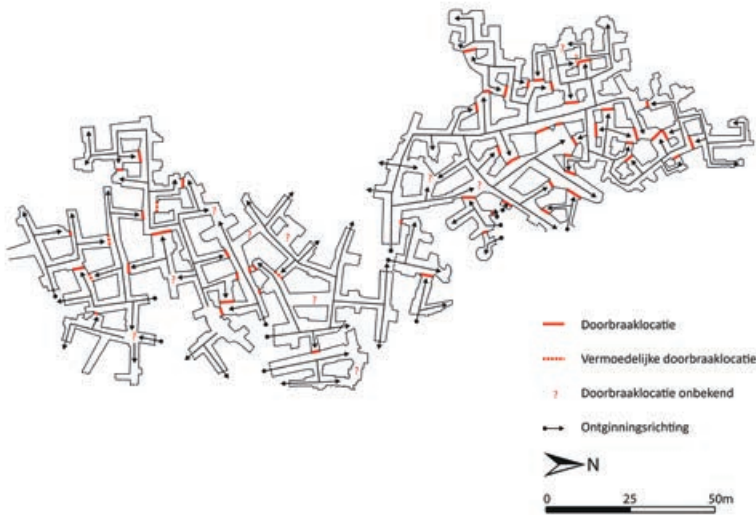 ?
?
?
?
?
?
?
?
?
?
?
Doorbraaklocatie
Vermoedelijke doorbraaklocatie
? Doorbraaklocatie onbekend
Ontginningsrichting
N
0 25 50m